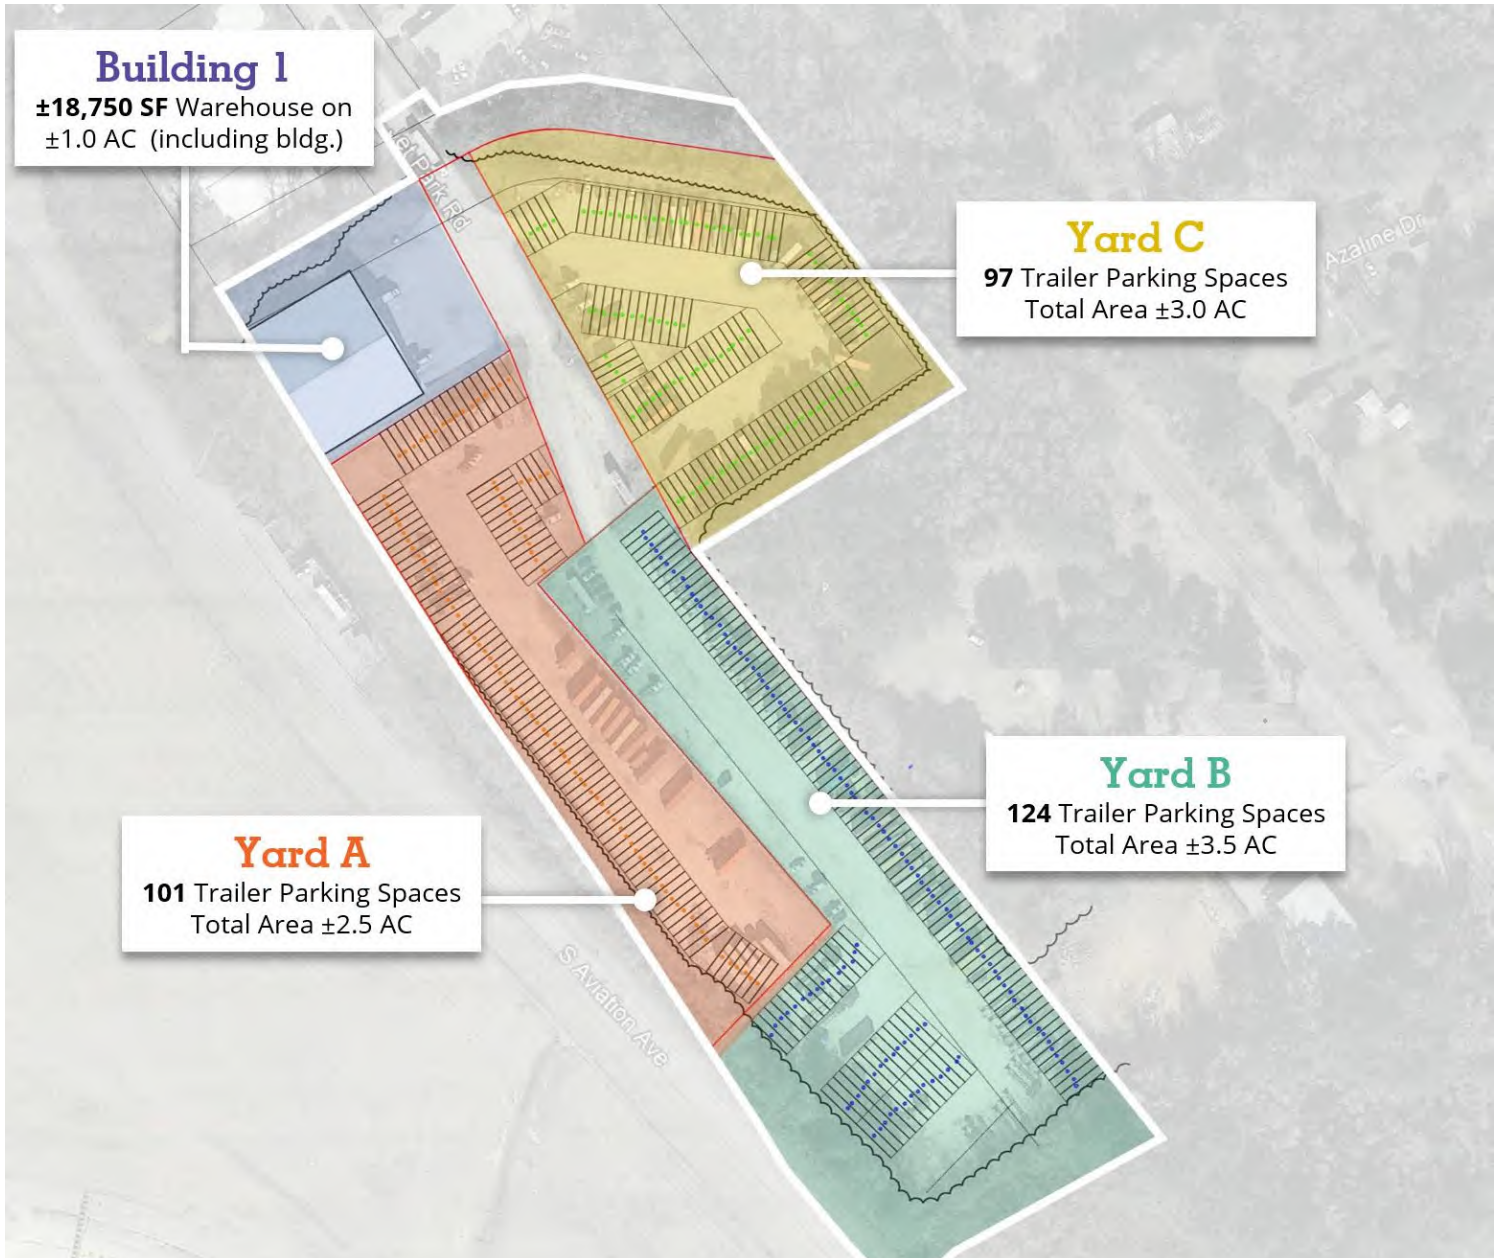 Building 1
±18,750 SF Warehouse on
±1.0 AC (including bldg.)
Park Rd
Yard C
97 Trailer Parking Spaces
Total Area ±3.0 AC
Azaline Dr
Yard B
124 Trailer Parking Spaces
Total Area ±3.5 AC
Yard A
101 Trailer Parking Spaces
Total Area ±2.5 AC
S Aviation Ave